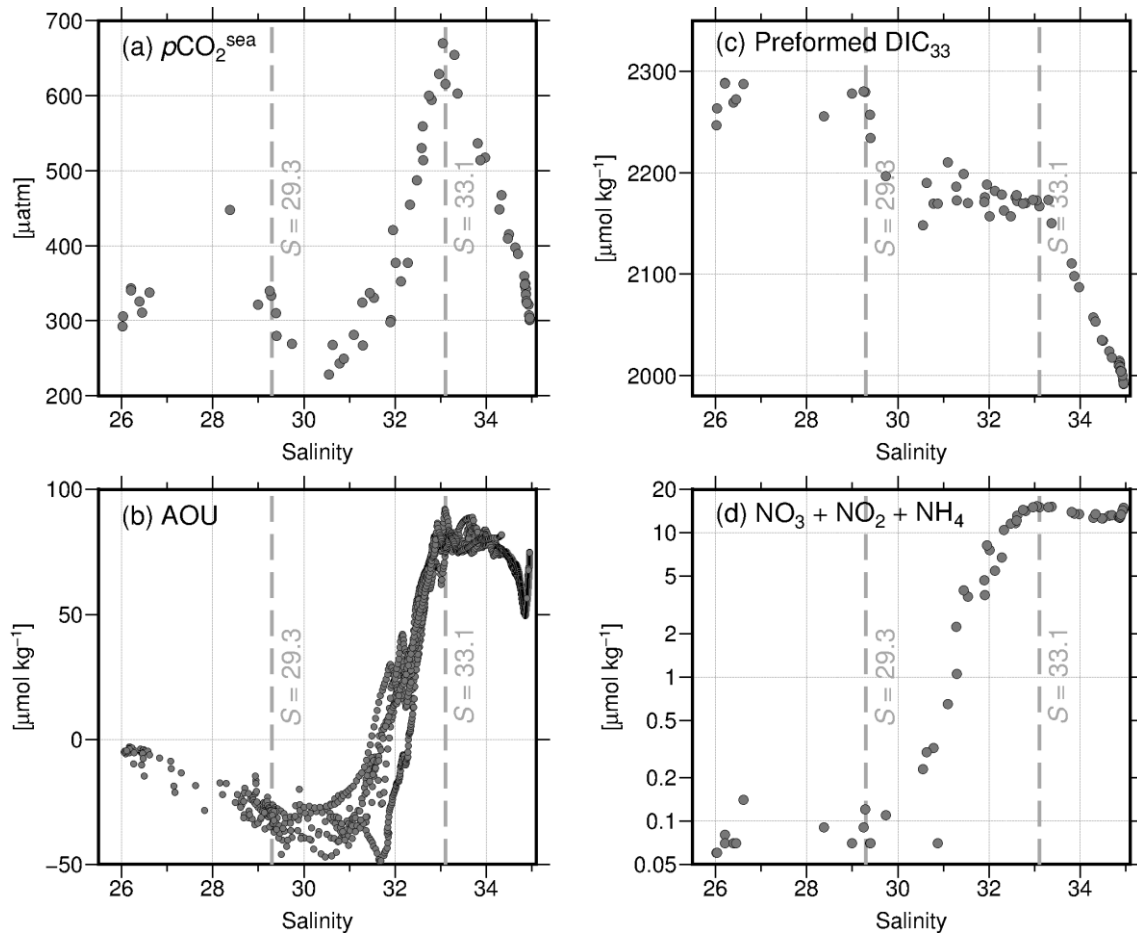 (a) pCO₂ˢᵉᵃ
[µatm]
700
600
500
400
300
200
S = 29.3
S = 33.1
26 28 30 32 34
Salinity
(c) Preformed DIC₃₃
[µmol kg⁻¹]
2300
2200
2100
2000
S = 29.3
S = 33.1
26 28 30 32 34
Salinity
(b) AOU
[µmol kg⁻¹]
100
50
0
−50
S = 29.3
S = 33.1
26 28 30 32 34
Salinity
(d) NO₃ + NO₂ + NH₄
[µmol kg⁻¹]
20
10
5
2
1
0.5
0.2
0.1
0.05
S = 29.3
S = 33.1
26 28 30 32 34
Salinity